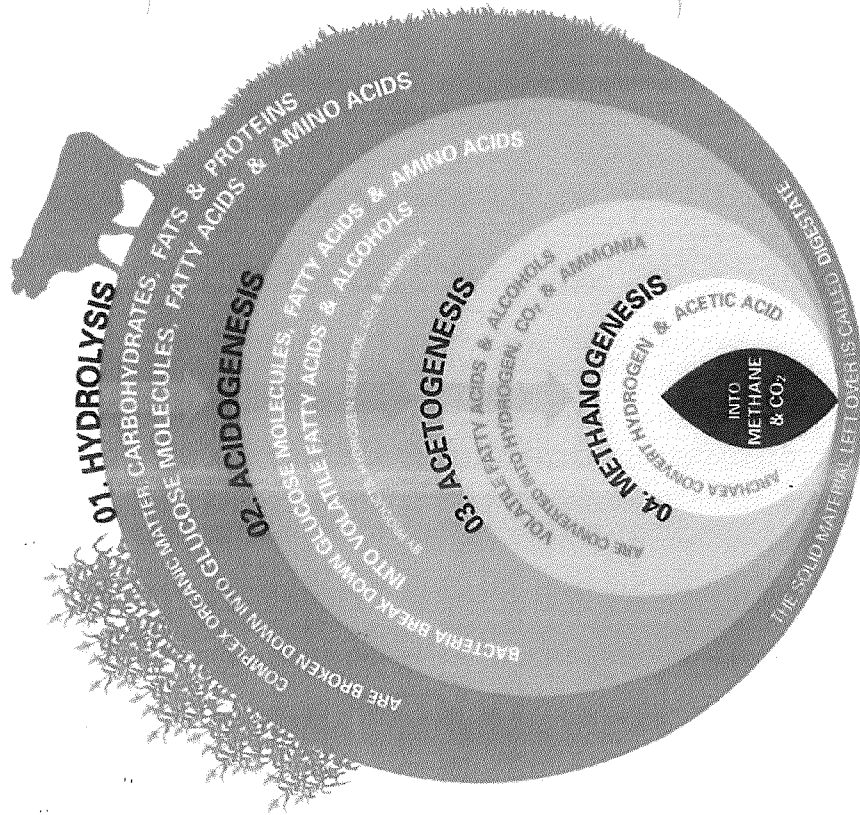 01. HYDROLYSIS
COMPLEX ORGANIC MATTER, CARBOHYDRATES, FATS & PROTEINS
ARE BROKEN DOWN INTO GLUCOSE MOLECULES, FATTY ACIDS & AMINO ACIDS
02. ACIDOGENESIS
BACTERIA BREAK DOWN GLUCOSE MOLECULES, FATTY ACIDS & AMINO ACIDS
INTO VOLATILE FATTY ACIDS & ALCOHOLS
03. ACETOGENESIS
VOLATILE FATTY ACIDS & ALCOHOLS
ARE CONVERTED INTO HYDROGEN, CO₂ & AMMONIA
04. METHANOGENESIS
ARCHAEA CONVERT HYDROGEN & ACETIC ACID
INTO
METHANE
& CO₂
THE SOLID MATERIAL LEFT OVER IS CALLED DIGESTATE